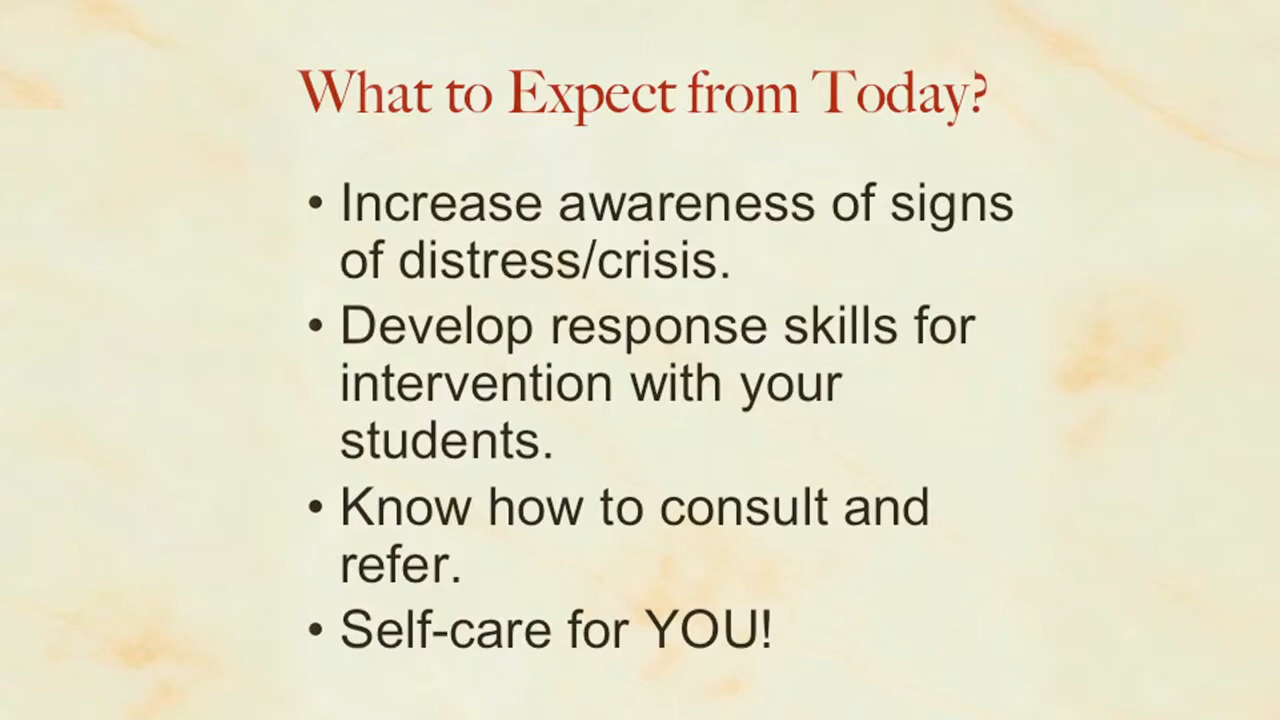 What to Expect from Today?
• Increase awareness of signs
of distress/crisis.
• Develop response skills for
intervention with your
students.
• Know how to consult and
refer.
• Self-care for YOU!